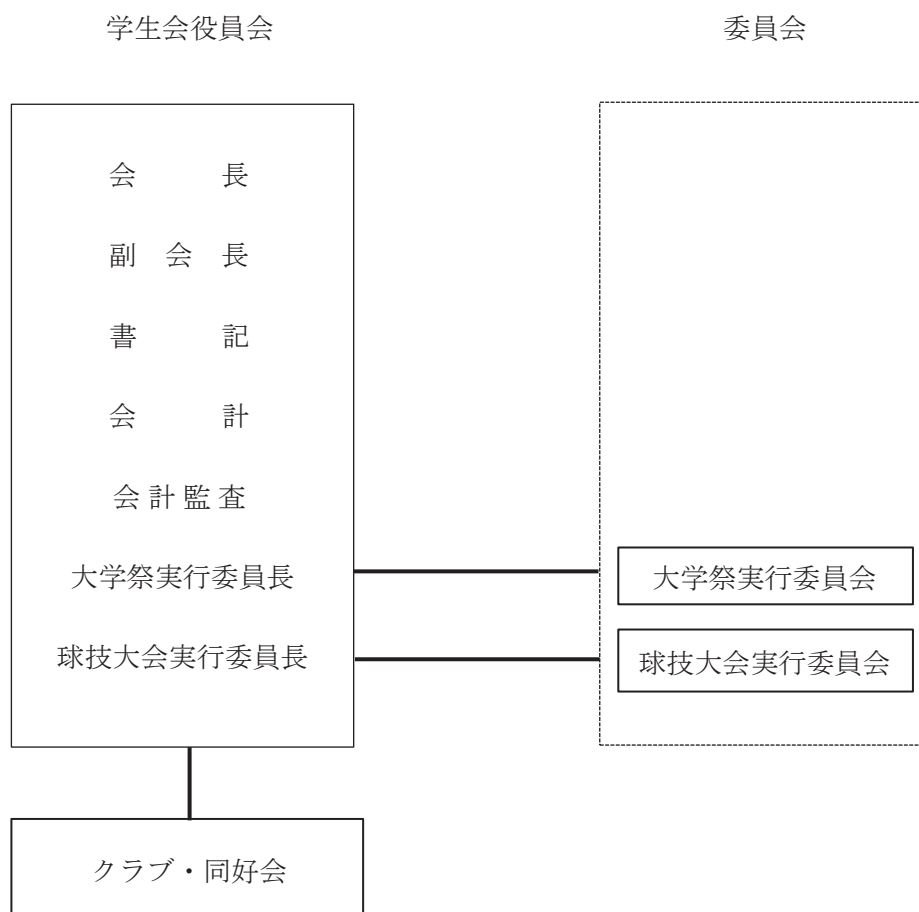 学生会役員会
委員会
会長
副会長
書記
会計
会計監査
大学祭実行委員長
大学祭実行委員会
球技大会実行委員長
球技大会実行委員会
クラブ・同好会